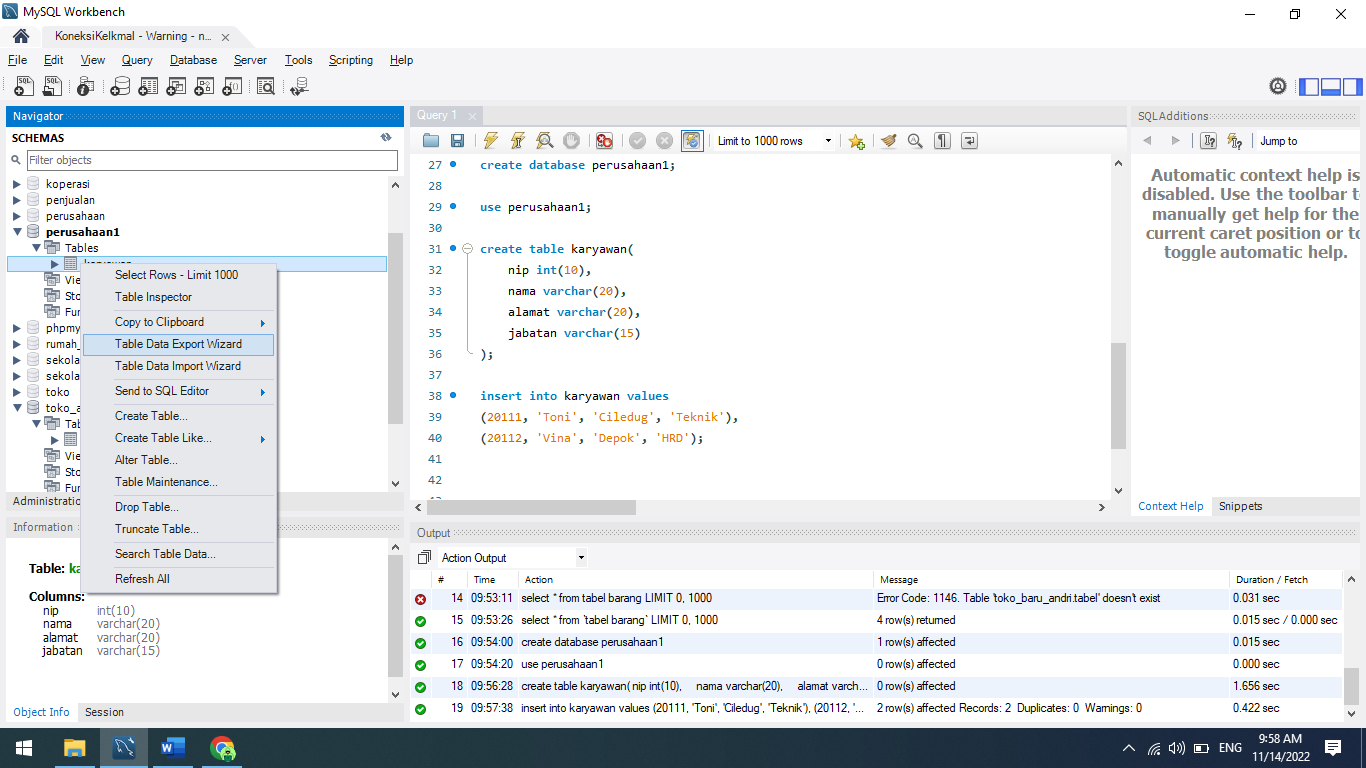 MySQL Workbench
KoneksiKelkmal - Warning - n...
File Edit View Query Database Server Tools Scripting Help
Navigator
SCHEMAS
Filter objects
koperasi
penjualan
perusahaan
perusahaan1
Tables
karyawan
Vie
Sto
Fur
phpmy
rumah_
sekola
sekola
toko
toko_a
Tab
Vie
Sto
Fur
Select Rows - Limit 1000
Table Inspector
Copy to Clipboard
Table Data Export Wizard
Table Data Import Wizard
Send to SQL Editor
Create Table...
Create Table Like...
Alter Table...
Table Maintenance...
Drop Table...
Truncate Table...
Search Table Data...
Refresh All
Administratio
Information
Table: ka
Columns:
nip int(10)
nama varchar(20)
alamat varchar(20)
jabatan varchar(15)
Object Info Session
Query 1
Limit to 1000 rows
27 create database perusahaan1;
28
29 use perusahaan1;
30
31 create table karyawan(
32 nip int(10),
33 nama varchar(20),
34 alamat varchar(20),
35 jabatan varchar(15)
36 );
37
38 insert into karyawan values
39 (20111, 'Toni', 'Ciledug', 'Teknik'),
40 (20112, 'Vina', 'Depok', 'HRD');
41
42
SQLAdditions
Jump to
Automatic context help is
disabled. Use the toolbar to
manually get help for the
current caret position or to
toggle automatic help.
Context Help Snippets
Output
Action Output
# Time Action Message Duration / Fetch
14 09:53:11 select * from tabel barang LIMIT 0, 1000 Error Code: 1146. Table 'toko_baru_andri.tabel' doesn't exist 0.031 sec
15 09:53:26 select * from `tabel barang` LIMIT 0, 1000 4 row(s) returned 0.015 sec / 0.000 sec
16 09:54:00 create database perusahaan1 1 row(s) affected 0.015 sec
17 09:54:20 use perusahaan1 0 row(s) affected 0.000 sec
18 09:56:28 create table karyawan( nip int(10), nama varchar(20), alamat varch... 0 row(s) affected 1.656 sec
19 09:57:38 insert into karyawan values (20111, 'Toni', 'Ciledug', 'Teknik'), (20112, '... 2 row(s) affected Records: 2 Duplicates: 0 Warnings: 0 0.422 sec
ENG
9:58 AM
11/14/2022